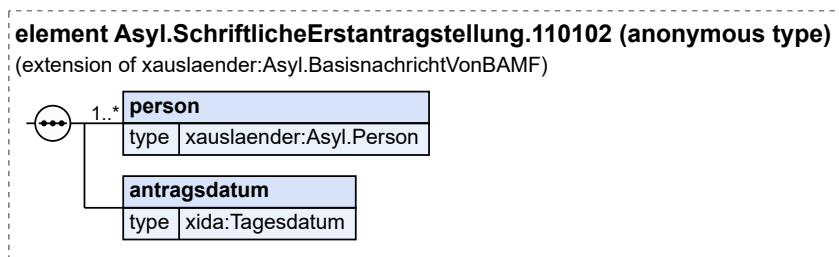 element Asyl.SchriftlicheErstantragstellung.110102 (anonymous type)
(extension of xauslaender:Asyl.BasisnachrichtVonBAMF)
1..* person
type xauslaender:Asyl.Person
antragsdatum
type xida:Tagesdatum